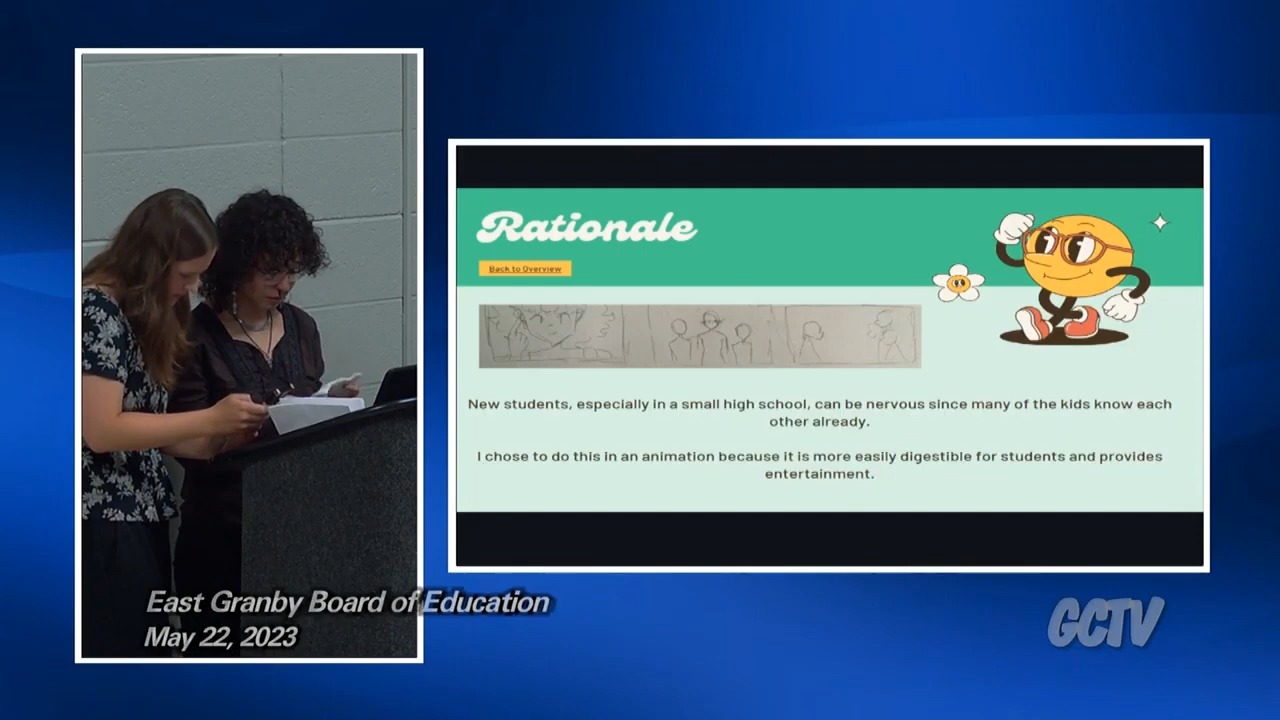 Rationale
Back to Overview
New students, especially in a small high school, can be nervous since many of the kids know each
other already.
I chose to do this in an animation because it is more easily digestible for students and provides
entertainment.
East Granby Board of Education
May 22, 2023
GCTV